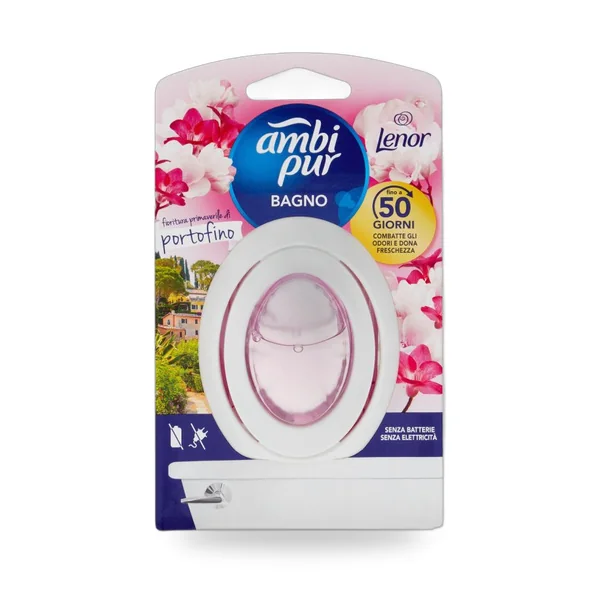 ambi
pur
BAGNO
Lenor
fino a
50
GIORNI
COMBATTE GLI
ODORI E DONA
FRESCHEZZA
fioritura primaverile di
portofino
SENZA BATTERIE
SENZA ELETTRICITÀ